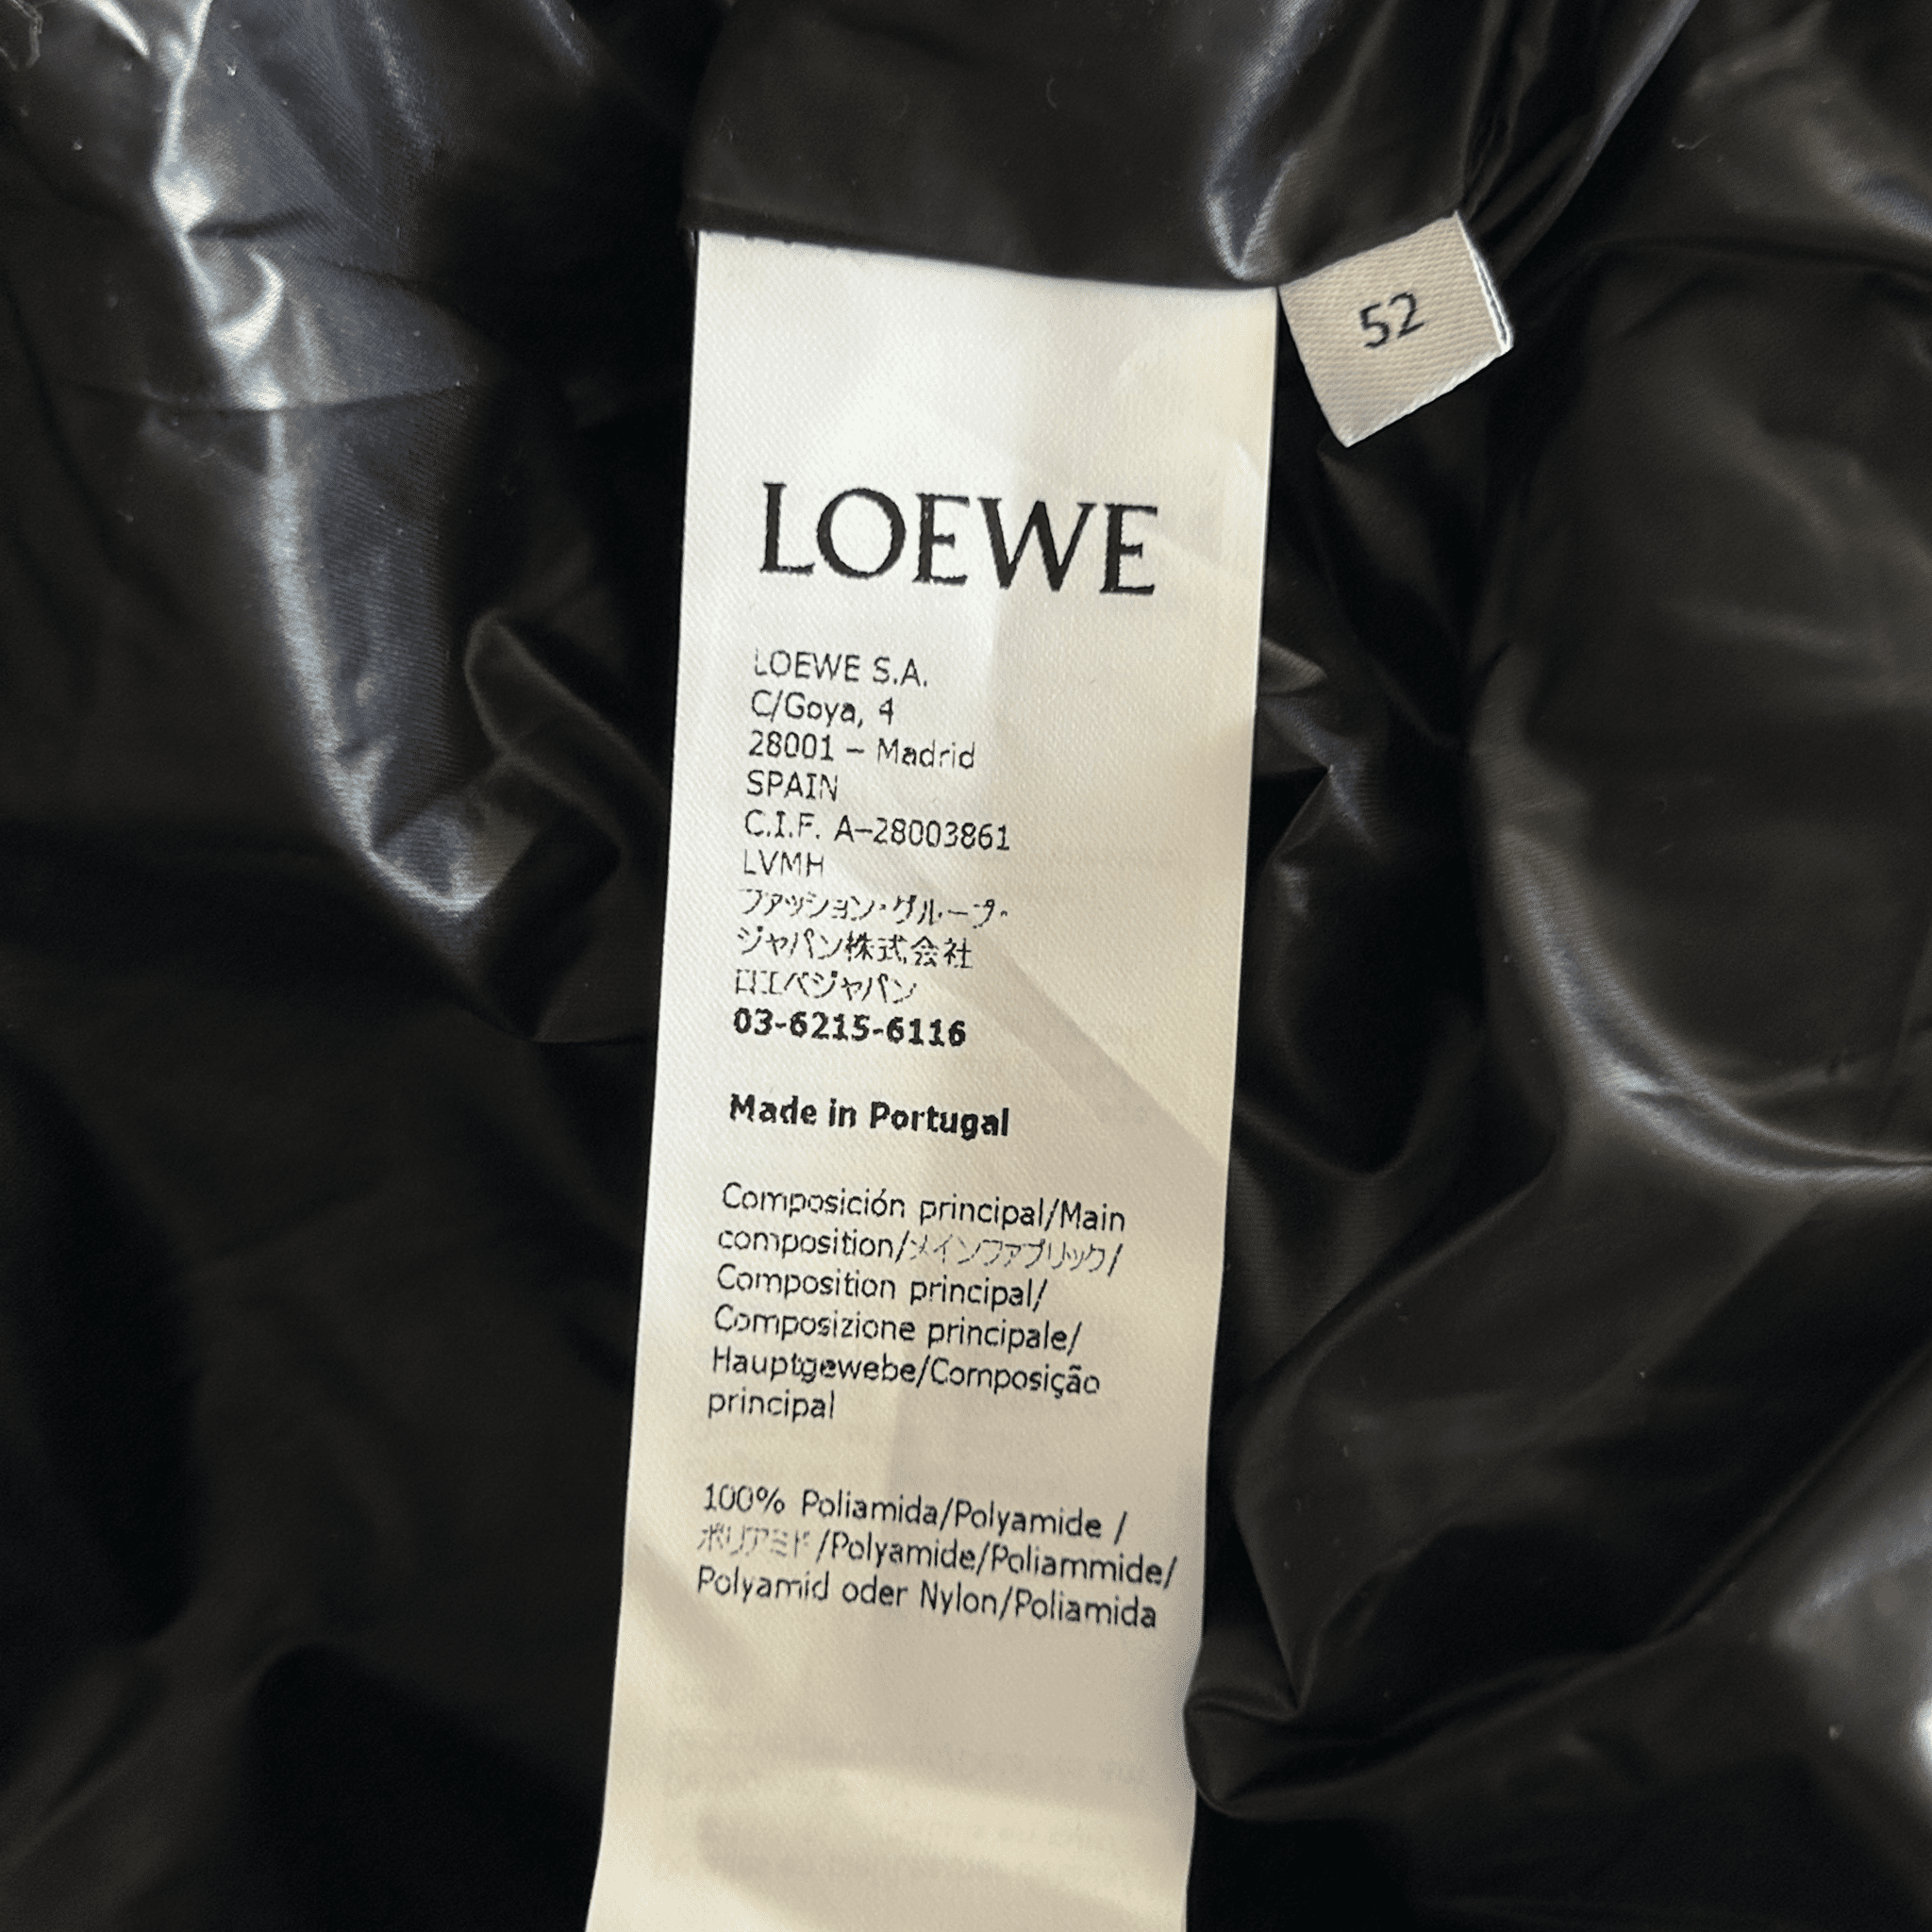 52
LOEWE
LOEWE S.A.
C/Goya, 4
28001 – Madrid
SPAIN
C.I.F. A–28003861
LVMH
ファッション・グループ・
ジャパン株式会社
ロエベジャパン
03-6215-6116
Made in Portugal
Composición principal/Main
composition/メインファブリック/
Composition principal/
Composizione principale/
Hauptgewebe/Composição
principal
100% Poliamida/Polyamide /
ポリアミド/Polyamide/Poliammide/
Polyamid oder Nylon/Poliamida